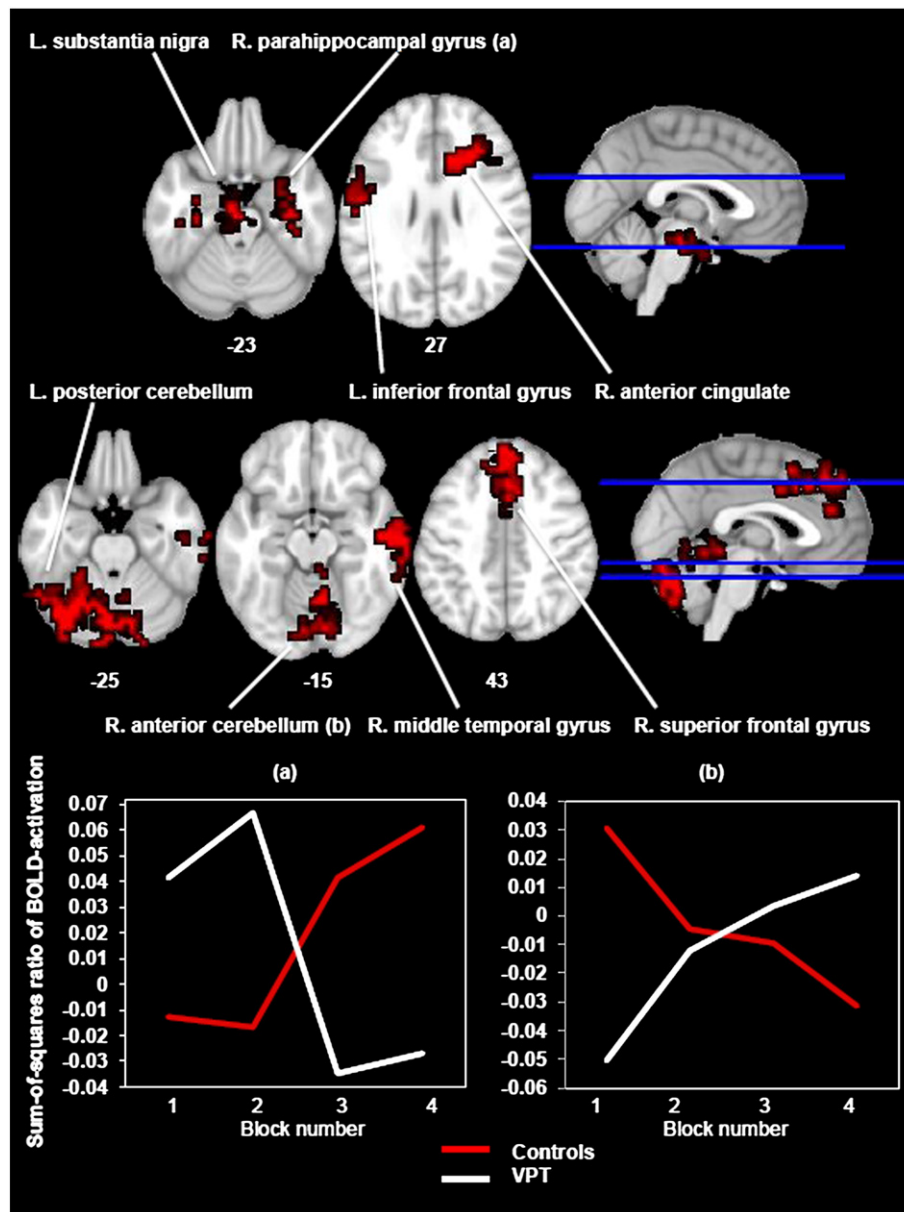 L. substantia nigra R. parahippocampal gyrus (a)
-23 27
L. posterior cerebellum L. inferior frontal gyrus R. anterior cingulate
-25 -15 43
R. anterior cerebellum (b) R. middle temporal gyrus R. superior frontal gyrus
Sum-of-squares ratio of BOLD-activation
(a)
0.07
0.06
0.05
0.04
0.03
0.02
0.01
0
-0.01
-0.02
-0.03
-0.04
1 2 3 4
Block number
(b)
0.04
0.03
0.02
0.01
0
-0.01
-0.02
-0.03
-0.04
-0.05
-0.06
1 2 3 4
Block number
Controls
VPT